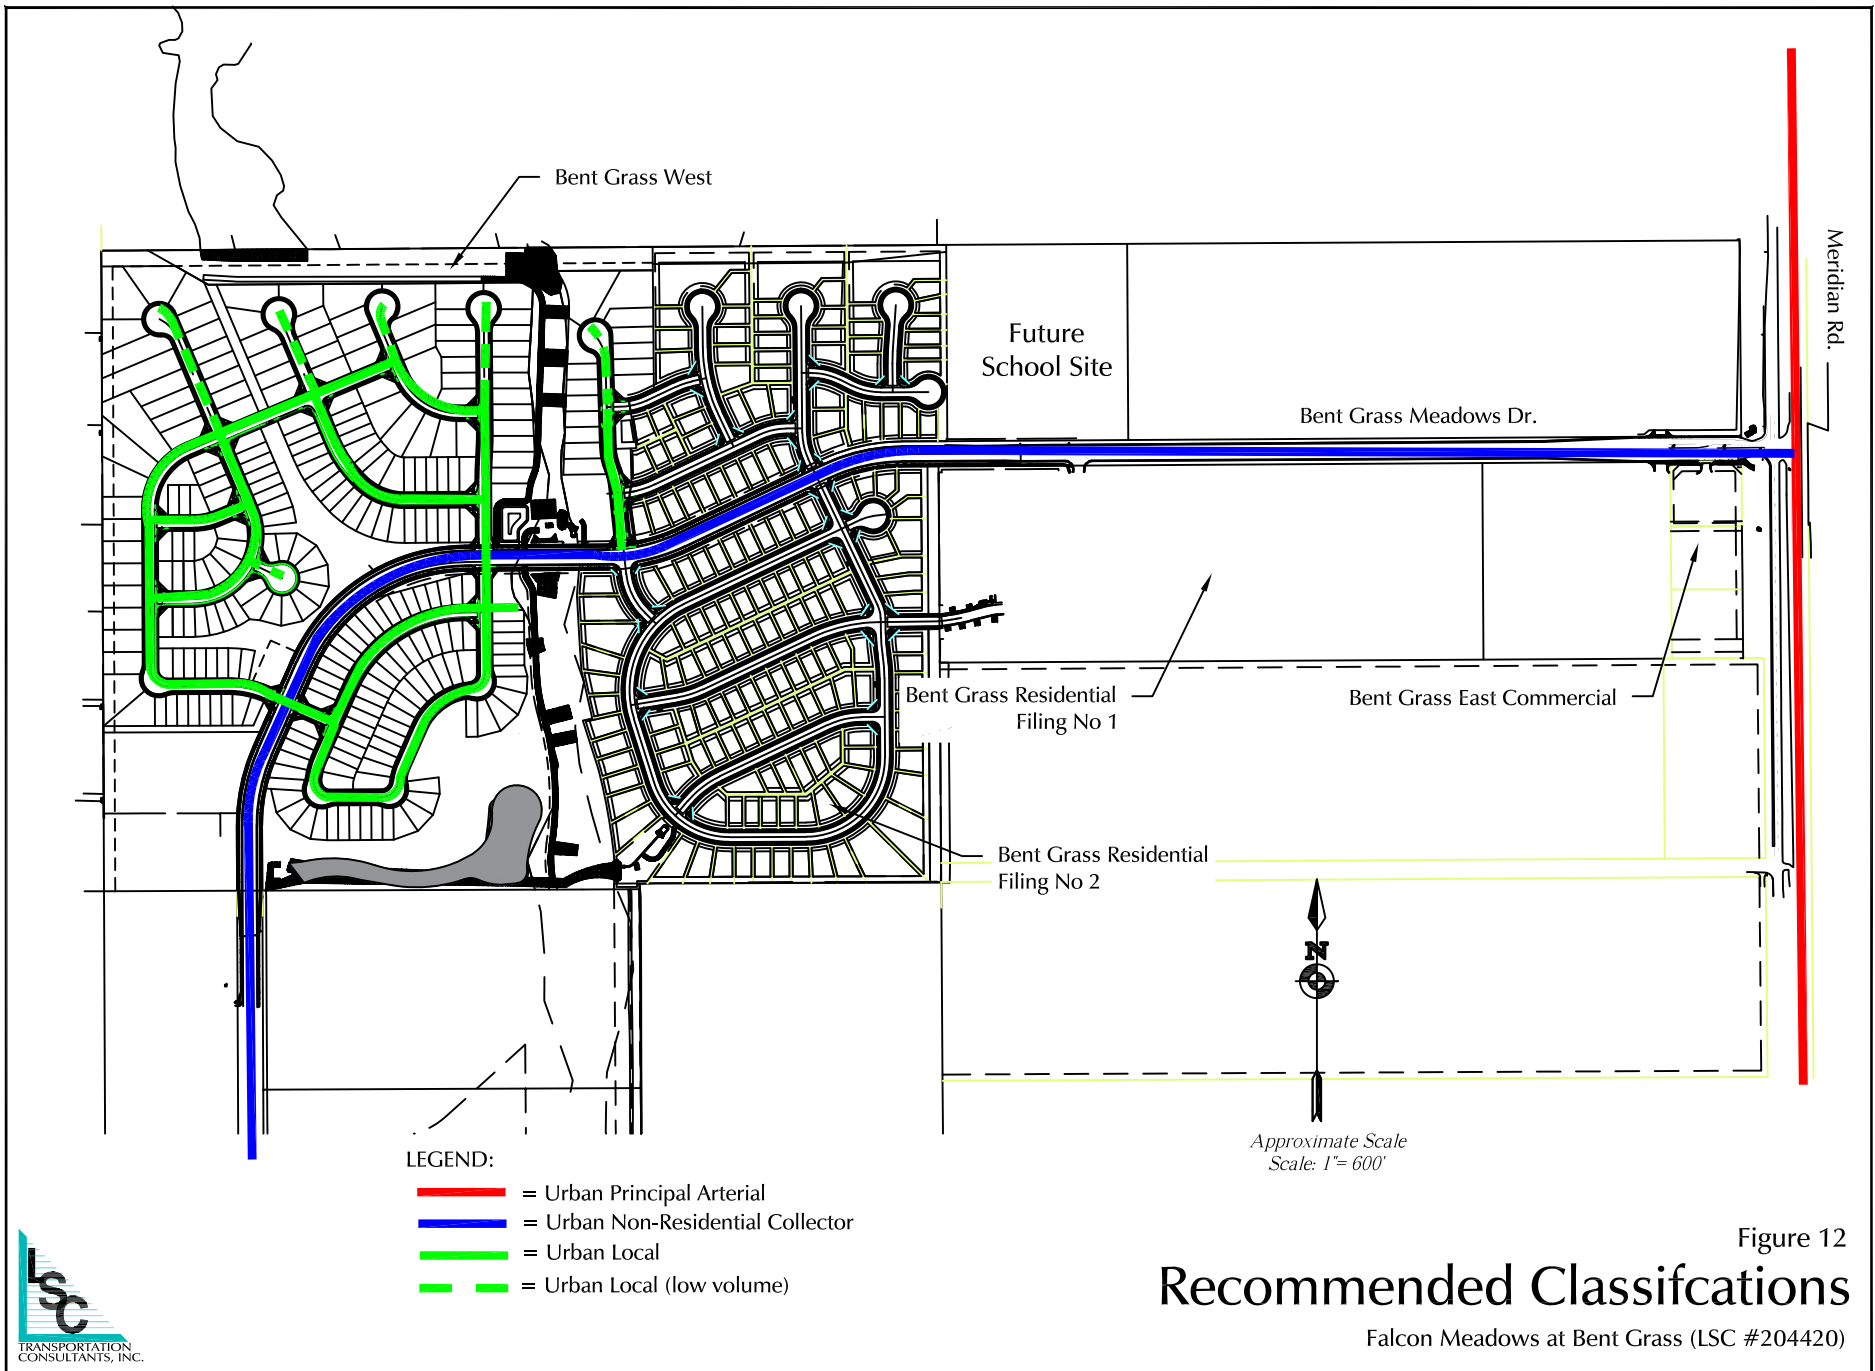 Bent Grass West
Meridian Rd.
Future
School Site
Bent Grass Meadows Dr.
Bent Grass Residential
Filing No 1
Bent Grass East Commercial
Bent Grass Residential
Filing No 2
N
Approximate Scale
Scale: 1"= 600'
LEGEND:
= Urban Principal Arterial
= Urban Non-Residential Collector
= Urban Local
= Urban Local (low volume)
Figure 12
Recommended Classifcations
Falcon Meadows at Bent Grass (LSC #204420)
LSC
TRANSPORTATION
CONSULTANTS, INC.